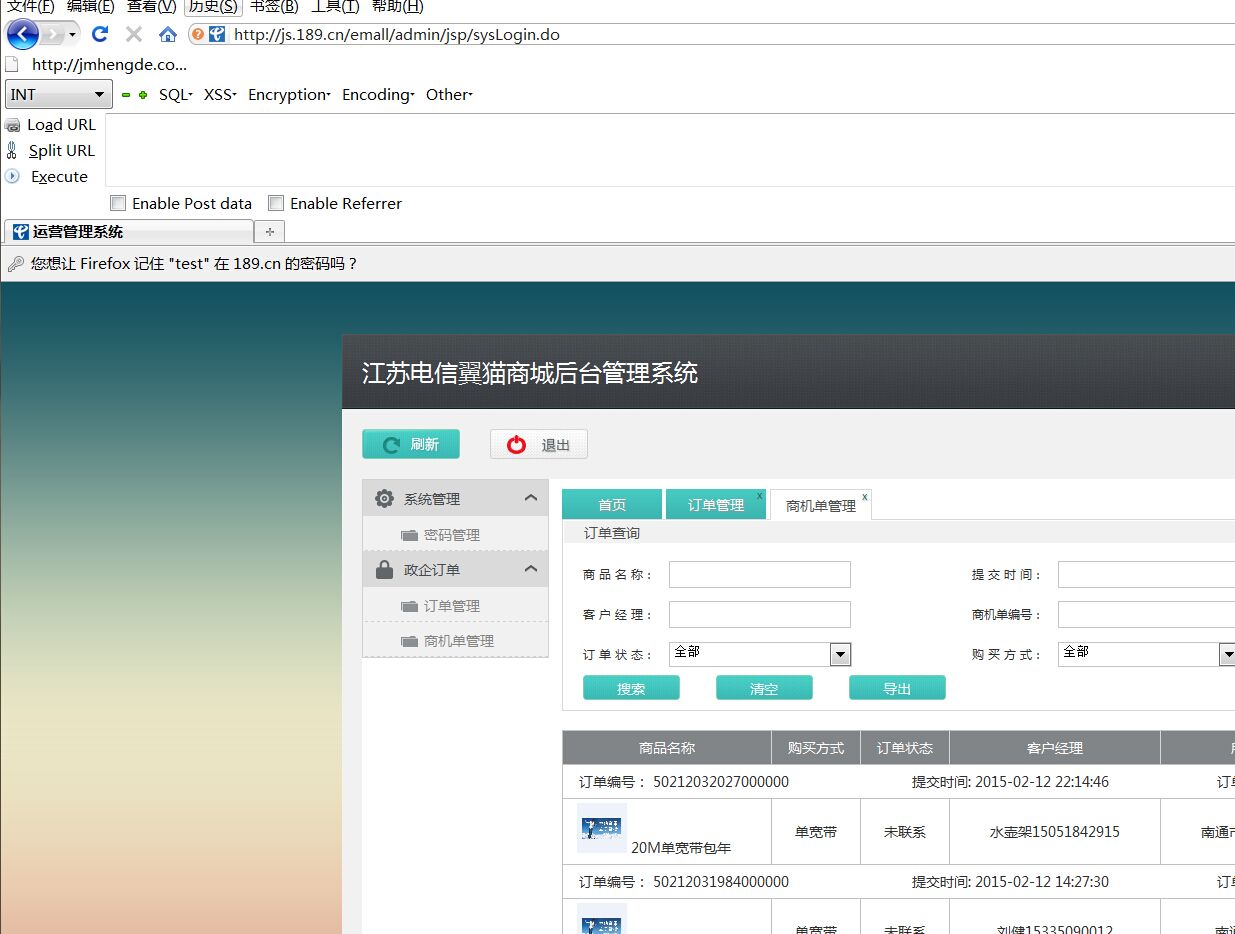 文件(F) 编辑(E) 查看(V) 历史(S) 书签(B) 工具(T) 帮助(H)
http://js.189.cn/emall/admin/jsp/sysLogin.do
http://jmhengde.co...
INT SQL XSS Encryption Encoding Other
Load URL
Split URL
Execute
Enable Post data Enable Referrer
运营管理系统
您想让 Firefox 记住 "test" 在 189.cn 的密码吗？
江苏电信翼猫商城后台管理系统
刷新 退出
系统管理
密码管理
政企订单
订单管理
商机单管理
首页 订单管理 x 商机单管理 x
订单查询
商品名称： 提交时间：
客户经理： 商机单编号：
订单状态： 全部 购买方式： 全部
搜索 清空 导出
商品名称 购买方式 订单状态 客户经理
订单编号： 50212032027000000 提交时间: 2015-02-12 22:14:46 订
20M单宽带包年 单宽带 未联系 水壶架15051842915 南通
订单编号： 50212031984000000 提交时间: 2015-02-12 14:27:30 订
单宽带 未联系 刘健15335090012 南